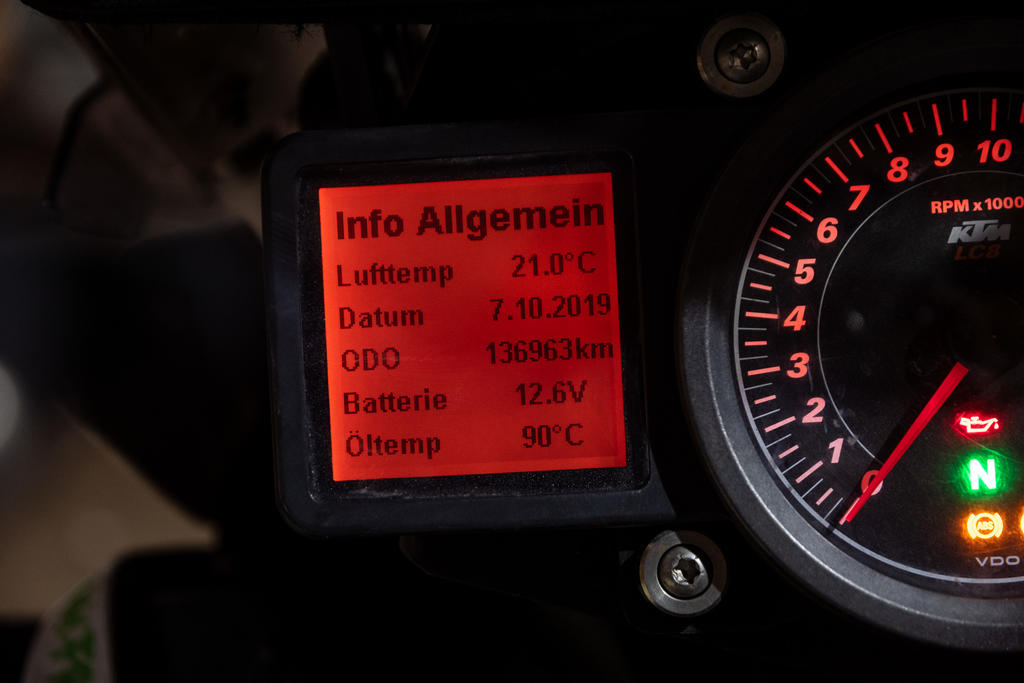 Info Allgemein
Lufttemp 21.0°C
Datum 7.10.2019
ODO 136963km
Batterie 12.6V
Öltemp 90°C
10
9
8
7
6
5
4
3
2
1
0
RPM x 1000
KTM
LC8
N
ABS
VDO